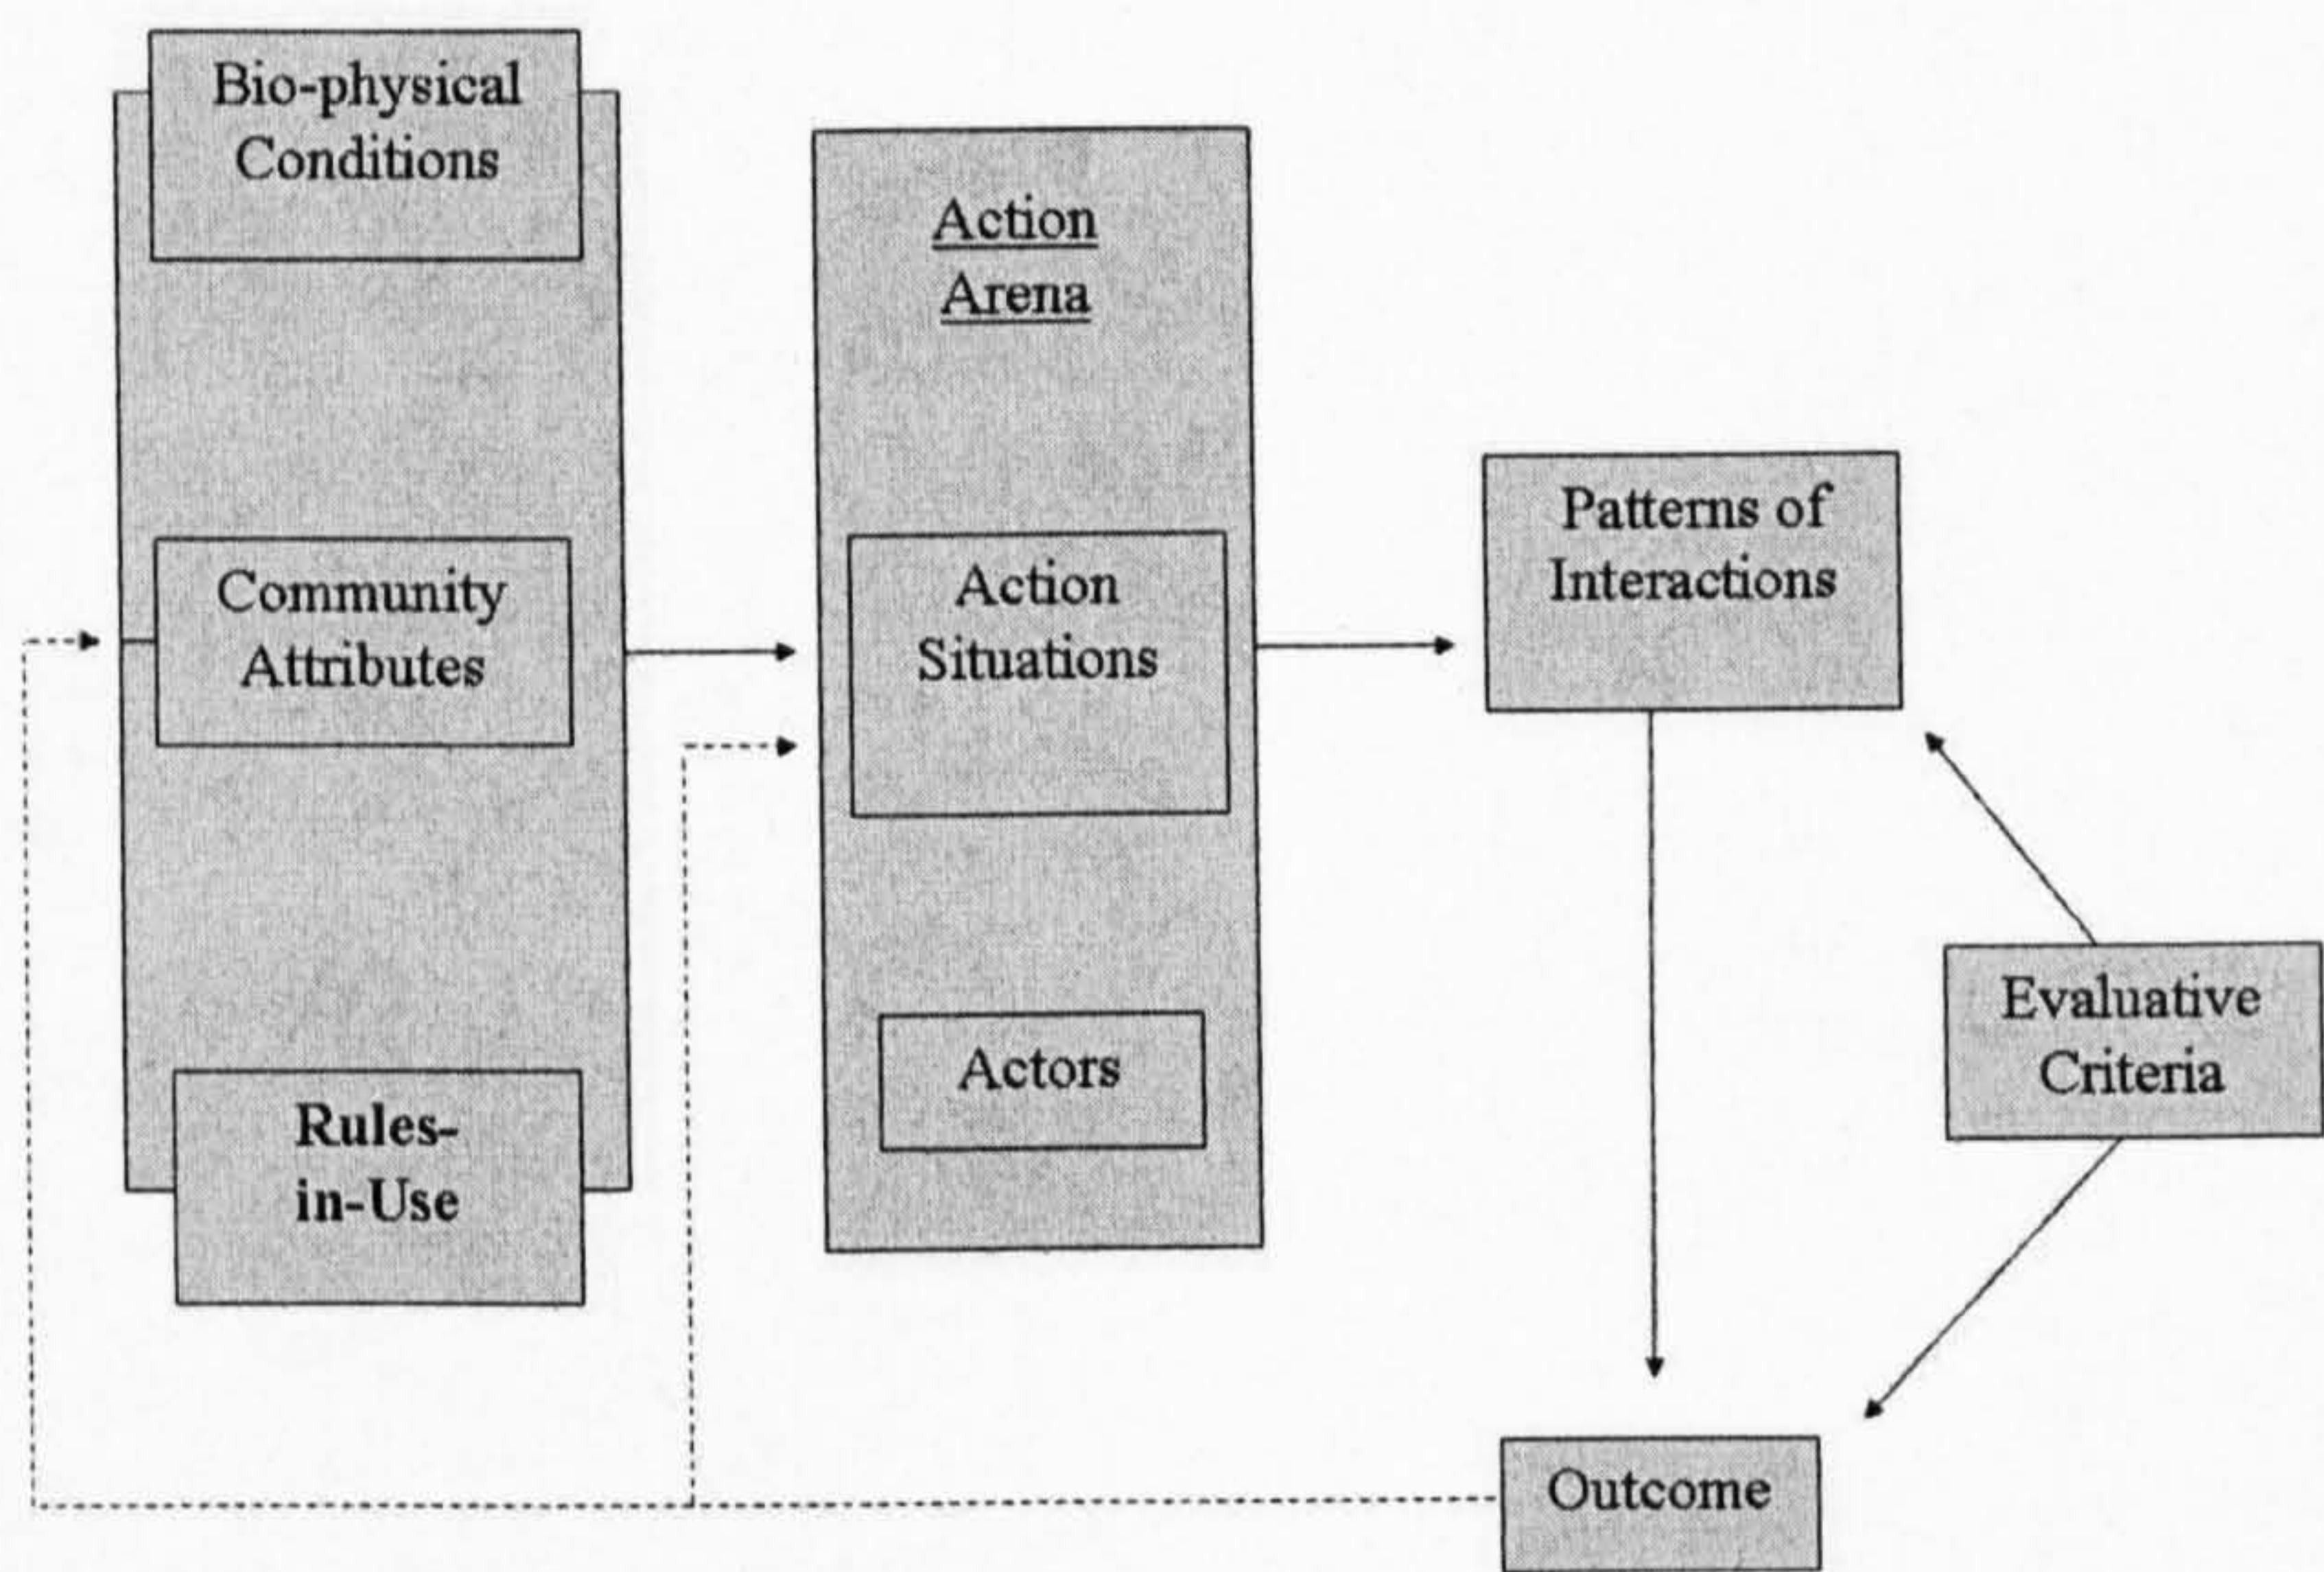 Bio-physical
Conditions
Community
Attributes
Rules-
in-Use
Action
Arena
Action
Situations
Actors
Patterns of
Interactions
Evaluative
Criteria
Outcome